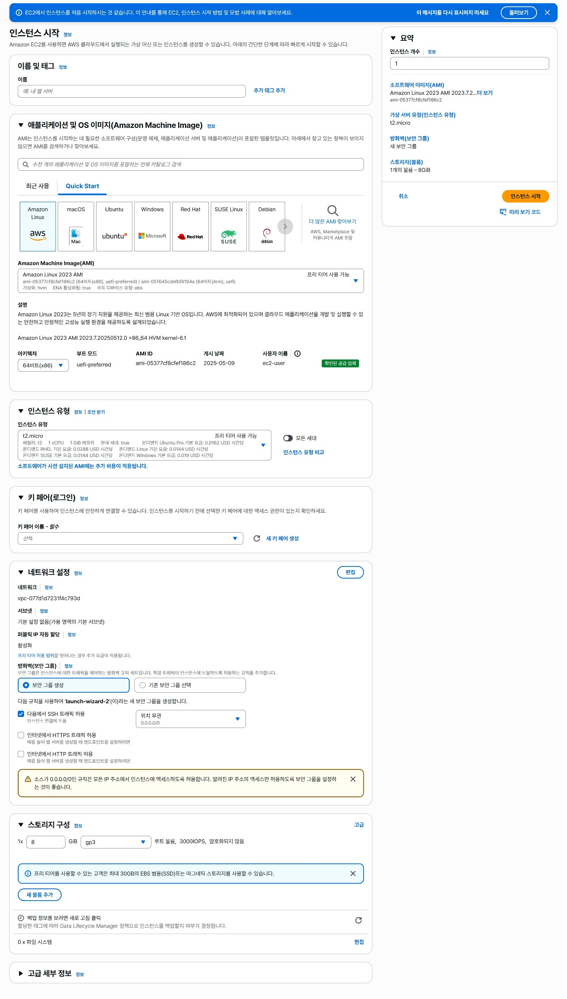 EC2에서 인스턴스를 처음 시작하시는 것 같습니다. 이 안내를 통해 EC2, 인스턴스 시작 방법 및 모범 사례에 대해 알아보세요.
이 메시지를 다시 표시하지 마세요
둘러보기
인스턴스 시작 정보
Amazon EC2를 사용하면 AWS 클라우드에서 실행되는 가상 머신 또는 인스턴스를 생성할 수 있습니다. 아래의 간단한 단계에 따라 빠르게 시작할 수 있습니다.
이름 및 태그 정보
이름
예: 내 웹 서버
추가 태그 추가
애플리케이션 및 OS 이미지(Amazon Machine Image) 정보
AMI는 인스턴스를 시작하는 데 필요한 소프트웨어 구성(운영 체제, 애플리케이션 서버 및 애플리케이션)이 포함된 템플릿입니다. 아래에서 찾고 있는 항목이 보이지
않으면 AMI를 검색하거나 찾아보세요.
수천 개의 애플리케이션 및 OS 이미지를 포함하는 전체 카탈로그 검색
최근 사용
Quick Start
Amazon
Linux
aws
macOS
Mac
Ubuntu
ubuntu
Windows
Microsoft
Red Hat
Red Hat
SUSE Linux
SUSE
Debian
debian
더 많은 AMI 찾아보기
AWS, Marketplace 및
커뮤니티의 AMI 포함
Amazon Machine Image(AMI)
Amazon Linux 2023 AMI 프리 티어 사용 가능
ami-05377cf8cfef186c2 (64비트(x86), uefi-preferred) / ami-051645cdefbf4194a (64비트(Arm), uefi)
가상화: hvm ENA 활성화됨: true 루트 디바이스 유형: ebs
설명
Amazon Linux 2023는 5년의 장기 지원을 제공하는 최신 범용 Linux 기반 OS입니다. AWS에 최적화되어 있으며 클라우드 애플리케이션을 개발 및 실행할 수 있
는 안전하고 안정적인 고성능 실행 환경을 제공하도록 설계되었습니다.
Amazon Linux 2023 AMI 2023.7.20250512.0 x86_64 HVM kernel-6.1
아키텍처 부트 모드 AMI ID 게시 날짜 사용자 이름
64비트(x86) uefi-preferred ami-05377cf8cfef186c2 2025-05-09 ec2-user 확인된 공급 업체
인스턴스 유형 정보 | 조언 받기
인스턴스 유형
t2.micro 프리 티어 사용 가능
패밀리: t2 1 vCPU 1 GiB 메모리 현재 세대: true 온디맨드 Ubuntu Pro 기본 요금: 0.0162 USD 시간당
온디맨드 RHEL 기본 요금: 0.0288 USD 시간당 온디맨드 Linux 기본 요금: 0.0144 USD 시간당
온디맨드 SUSE 기본 요금: 0.0144 USD 시간당 온디맨드 Windows 기본 요금: 0.019 USD 시간당
모든 세대
인스턴스 유형 비교
소프트웨어가 사전 설치된 AMI에는 추가 비용이 적용됩니다.
키 페어(로그인) 정보
키 페어를 사용하여 인스턴스에 안전하게 연결할 수 있습니다. 인스턴스를 시작하기 전에 선택한 키 페어에 대한 액세스 권한이 있는지 확인하세요.
키 페어 이름 - 필수
선택
새 키 페어 생성
네트워크 설정 정보
편집
네트워크 정보
vpc-077d1d7231f4c793d
서브넷 정보
기본 설정 없음(가용 영역의 기본 서브넷)
퍼블릭 IP 자동 할당 정보
활성화
프리 티어 허용 범위를 벗어나는 경우 추가 요금이 적용됩니다.
방화벽(보안 그룹) 정보
보안 그룹은 인스턴스에 대한 트래픽을 제어하는 방화벽 규칙 세트입니다. 특정 트래픽이 인스턴스에 도달하도록 허용하는 규칙을 추가합니다.
보안 그룹 생성
기존 보안 그룹 선택
다음 규칙을 사용하여 'launch-wizard-2'(이)라는 새 보안 그룹을 생성합니다.
다음에서 SSH 트래픽 허용
인스턴스 연결에 도움
위치 무관
0.0.0.0/0
인터넷에서 HTTPS 트래픽 허용
예를 들어 웹 서버를 생성할 때 엔드포인트를 설정하려면
인터넷에서 HTTP 트래픽 허용
예를 들어 웹 서버를 생성할 때 엔드포인트를 설정하려면
소스가 0.0.0.0/0인 규칙은 모든 IP 주소에서 인스턴스에 액세스하도록 허용합니다. 알려진 IP 주소의 액세스만 허용하도록 보안 그룹을 설정하
는 것이 좋습니다.
스토리지 구성 정보
고급
1x 8 GiB gp3 루트 볼륨, 3000IOPS, 암호화되지 않음
프리 티어를 사용할 수 있는 고객은 최대 30GB의 EBS 범용(SSD)또는 마그네틱 스토리지를 사용할 수 있습니다.
새 볼륨 추가
백업 정보를 보려면 새로 고침 클릭
할당한 태그에 따라 Data Lifecycle Manager 정책으로 인스턴스를 백업할지 여부가 결정됩니다.
0 x 파일 시스템
편집
고급 세부 정보 정보
요약
인스턴스 개수 정보
1
소프트웨어 이미지(AMI)
Amazon Linux 2023 AMI 2023.7.2...더 보기
ami-05377cf8cfef186c2
가상 서버 유형(인스턴스 유형)
t2.micro
방화벽(보안 그룹)
새 보안 그룹
스토리지(볼륨)
1개의 볼륨 – 8GiB
취소
인스턴스 시작
미리 보기 코드